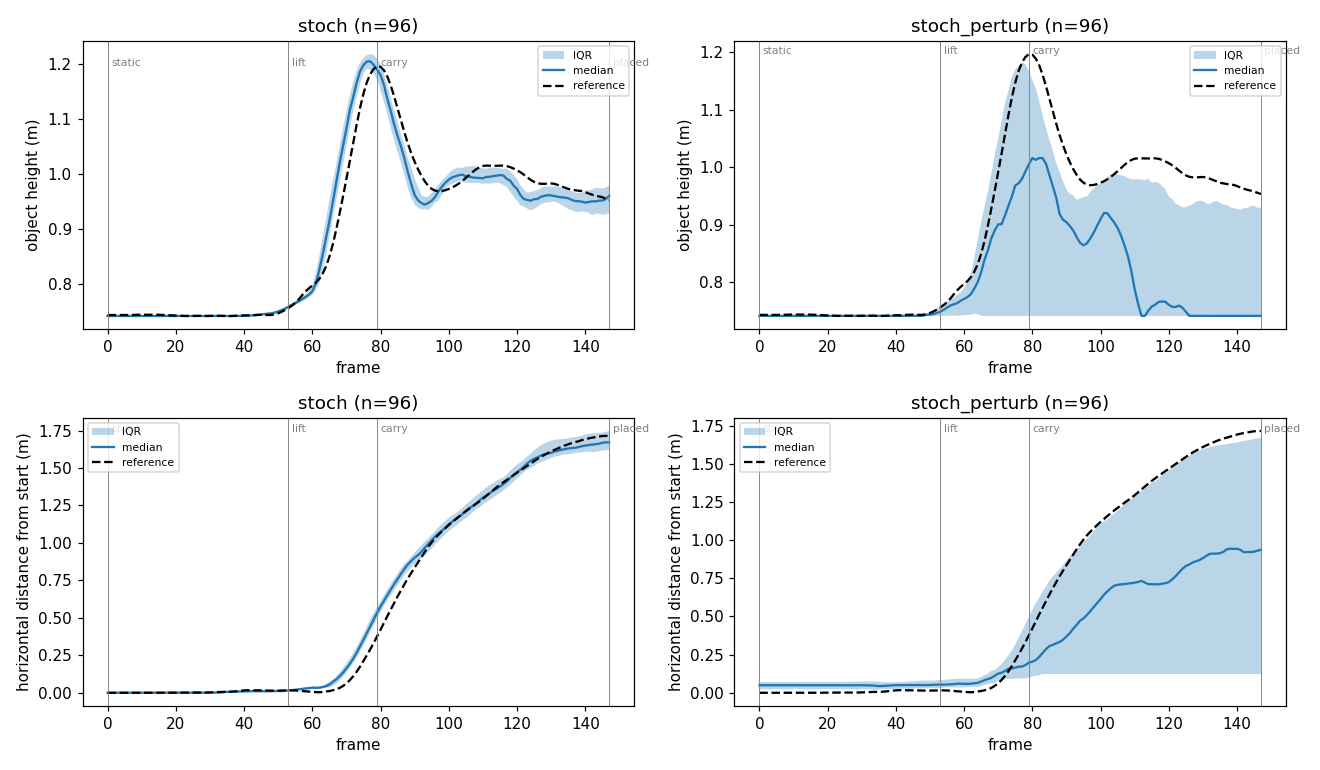 stoch (n=96)
object height (m)
1.2
1.1
1.0
0.9
0.8
static
lift
carry
placed
IQR
median
reference
0 20 40 60 80 100 120 140
frame
stoch_perturb (n=96)
object height (m)
1.2
1.1
1.0
0.9
0.8
static
lift
carry
placed
IQR
median
reference
0 20 40 60 80 100 120 140
frame
stoch (n=96)
horizontal distance from start (m)
1.75
1.50
1.25
1.00
0.75
0.50
0.25
0.00
IQR
median
reference
lift
carry
placed
0 20 40 60 80 100 120 140
frame
stoch_perturb (n=96)
horizontal distance from start (m)
1.75
1.50
1.25
1.00
0.75
0.50
0.25
0.00
IQR
median
reference
lift
carry
placed
0 20 40 60 80 100 120 140
frame